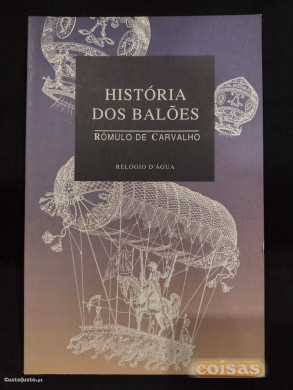 HISTÓRIA
DOS BALÕES
RÓMULO DE CARVALHO
RELÓGIO D'ÁGUA
coisas
CustoJusto.pt